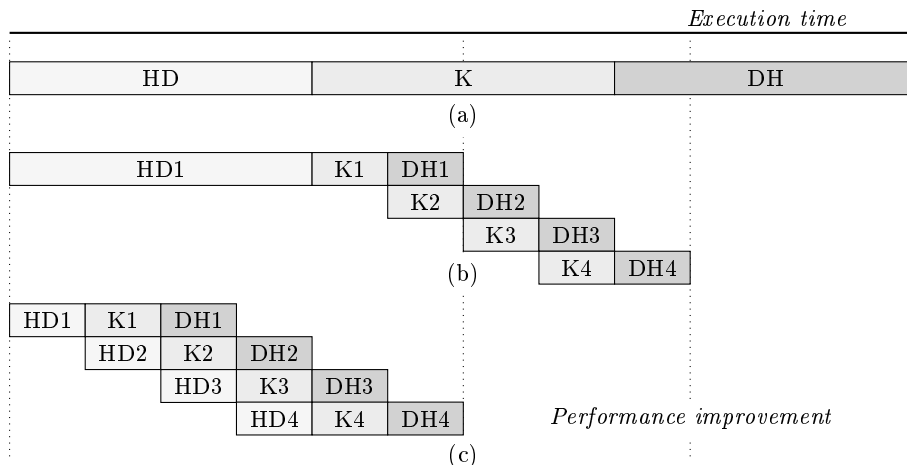 Execution time
HD K DH
(a)
HD1 K1 DH1
K2 DH2
K3 DH3
K4 DH4
(b)
HD1 K1 DH1
HD2 K2 DH2
HD3 K3 DH3
HD4 K4 DH4
Performance improvement
(c)